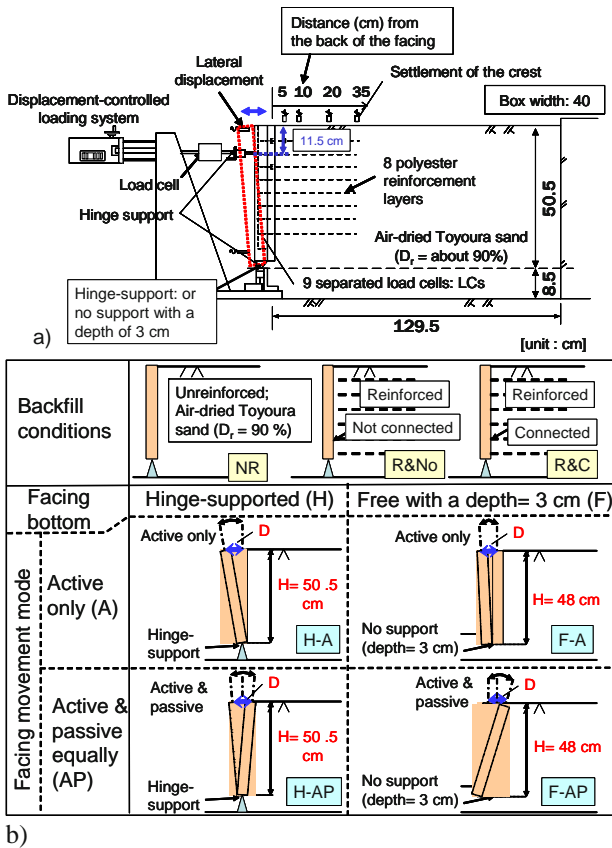 a)
Distance (cm) from
the back of the facing
Lateral
displacement
5 10 20 35
Settlement of the crest
Displacement-controlled
loading system
Box width: 40
11.5 cm
Load cell
Hinge support
8 polyester
reinforcement
layers
50.5
Air-dried Toyoura sand
(Dr = about 90%)
Hinge-support: or
no support with a
depth of 3 cm
9 separated load cells: LCs
8.5
129.5
[unit : cm]
Backfill
conditions
Unreinforced;
Air-dried Toyoura
sand (Dr = 90 %)
NR
Reinforced
Not connected
R&No
Reinforced
Connected
R&C
Facing
bottom
Hinge-supported (H)
Free with a depth= 3 cm (F)
Facing movement mode
Active
only (A)
Active only
D
H= 50 .5
cm
Hinge-
support
H-A
Active only
D
H= 48 cm
No support
(depth= 3 cm)
F-A
Active &
passive
equally
(AP)
Active &
passive
D
H= 50 .5
cm
Hinge-
support
H-AP
Active &
passive
D
H= 48 cm
No support
(depth= 3 cm)
F-AP
b)